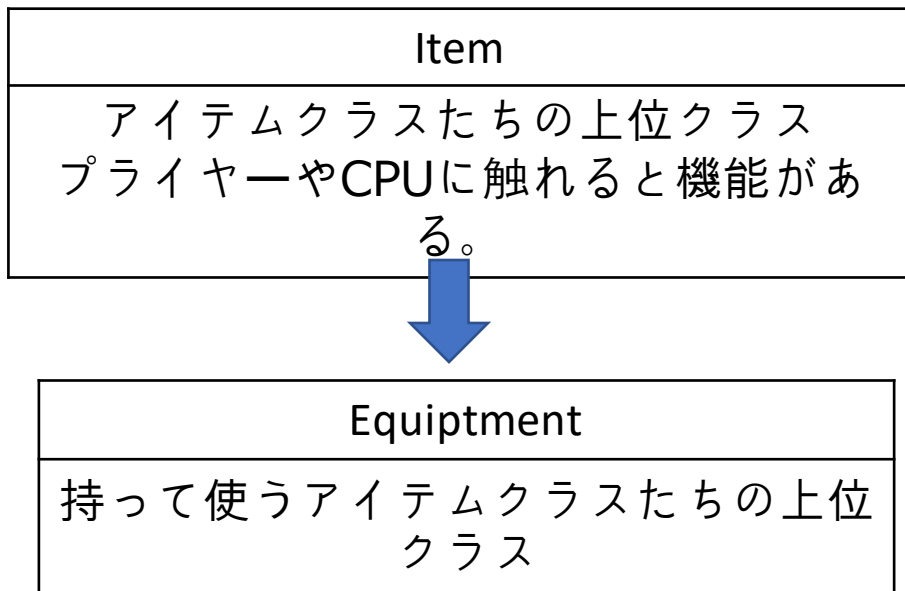 Item
アイテムクラスたちの上位クラス
プライヤーやCPUに触れると機能があ
る。
Equiptment
持って使うアイテムクラスたちの上位
クラス